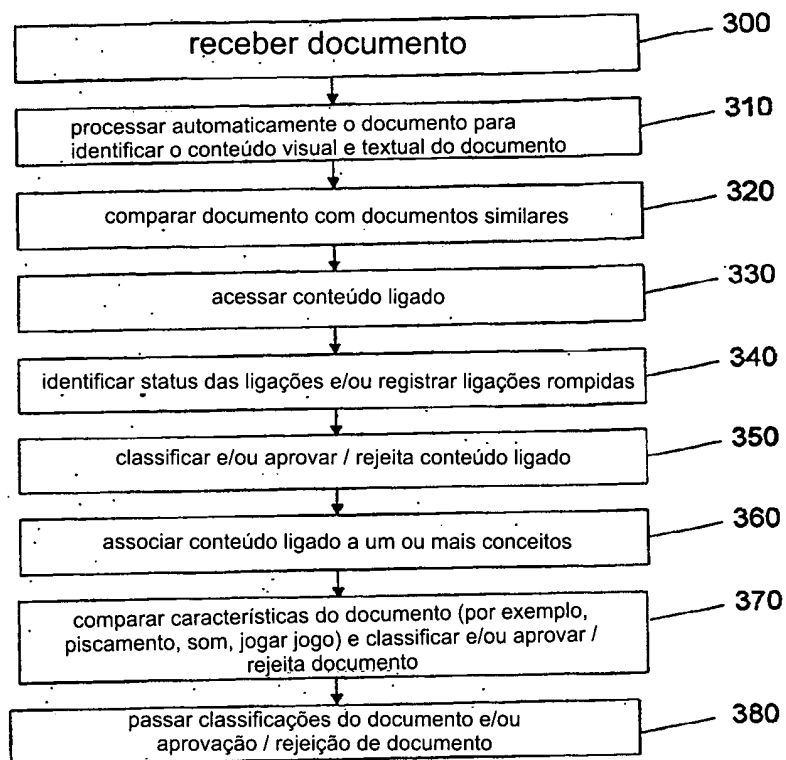 receber documento
300
processar automaticamente o documento para
identificar o conteúdo visual e textual do documento
310
comparar documento com documentos similares
320
acessar conteúdo ligado
330
identificar status das ligações e/ou registrar ligações rompidas
340
classificar e/ou aprovar / rejeita conteúdo ligado
350
associar conteúdo ligado a um ou mais conceitos
360
comparar características do documento (por exemplo,
piscamento, som, jogar jogo) e classificar e/ou aprovar /
rejeita documento
370
passar classificações do documento e/ou
aprovação / rejeição de documento
380